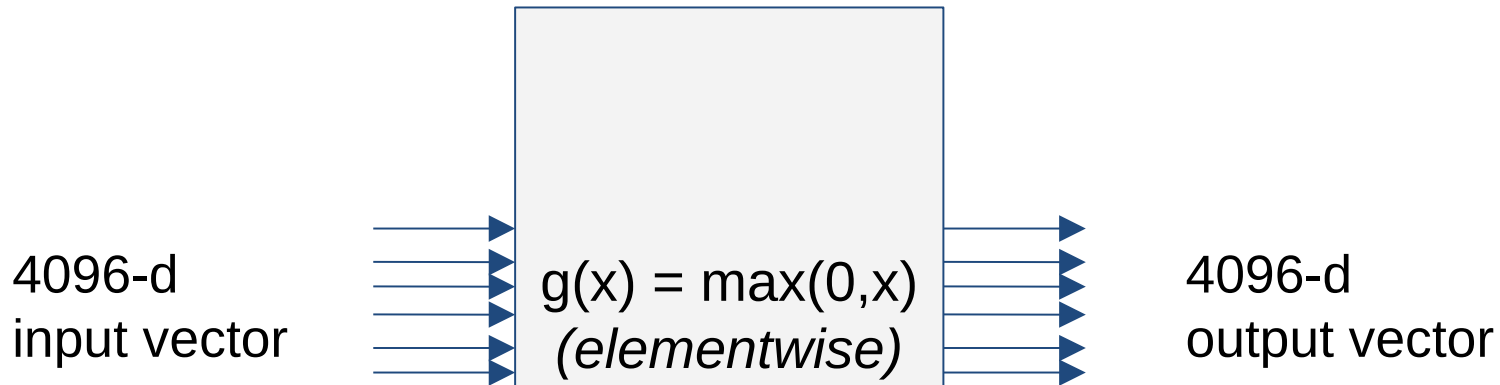 4096-d
input vector
g(x) = max(0,x)
(elementwise)
4096-d
output vector